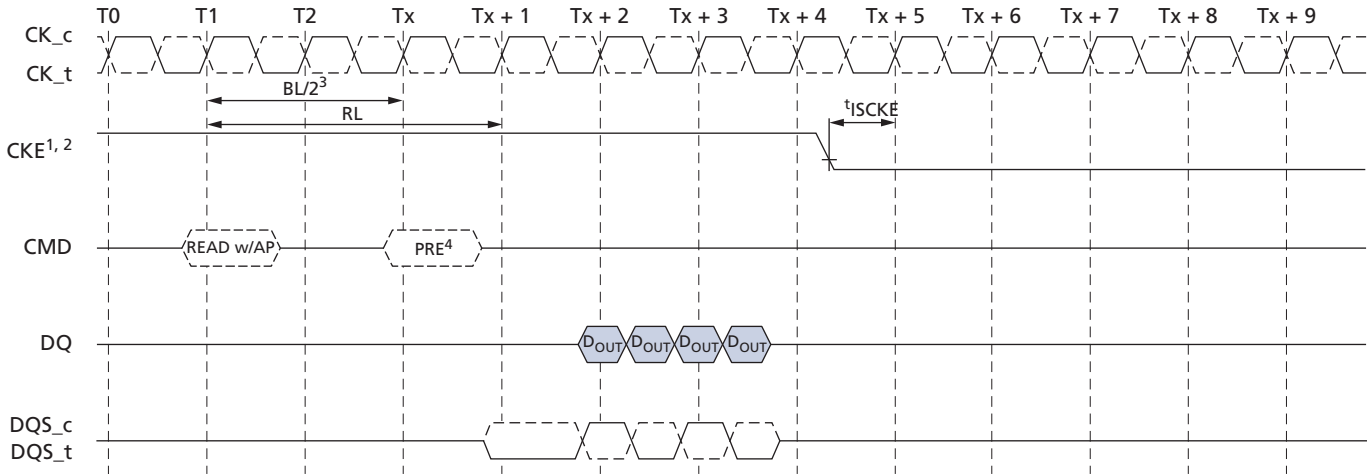 T0 T1 T2 Tx Tx + 1 Tx + 2 Tx + 3 Tx + 4 Tx + 5 Tx + 6 Tx + 7 Tx + 8 Tx + 9
CK_c
CK_t
BL/2³
RL
tISCKE
CKE1, 2
CMD
READ w/AP
PRE⁴
DQ
DOUT DOUT DOUT DOUT
DQS_c
DQS_t